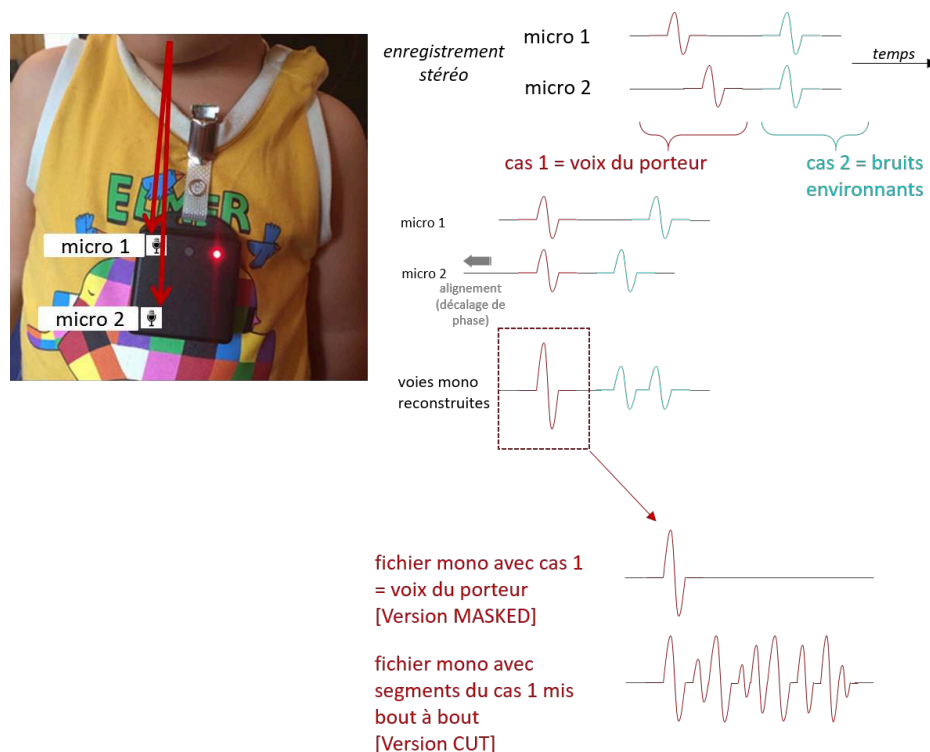 enregistrement
stéréo
micro 1
micro 2
temps
cas 1 = voix du porteur
cas 2 = bruits
environnants
ELMER
micro 1
micro 2
micro 1
micro 2
alignement
(décalage de
phase)
voies mono
reconstruites
fichier mono avec cas 1
= voix du porteur
[Version MASKED]
fichier mono avec
segments du cas 1 mis
bout à bout
[Version CUT]